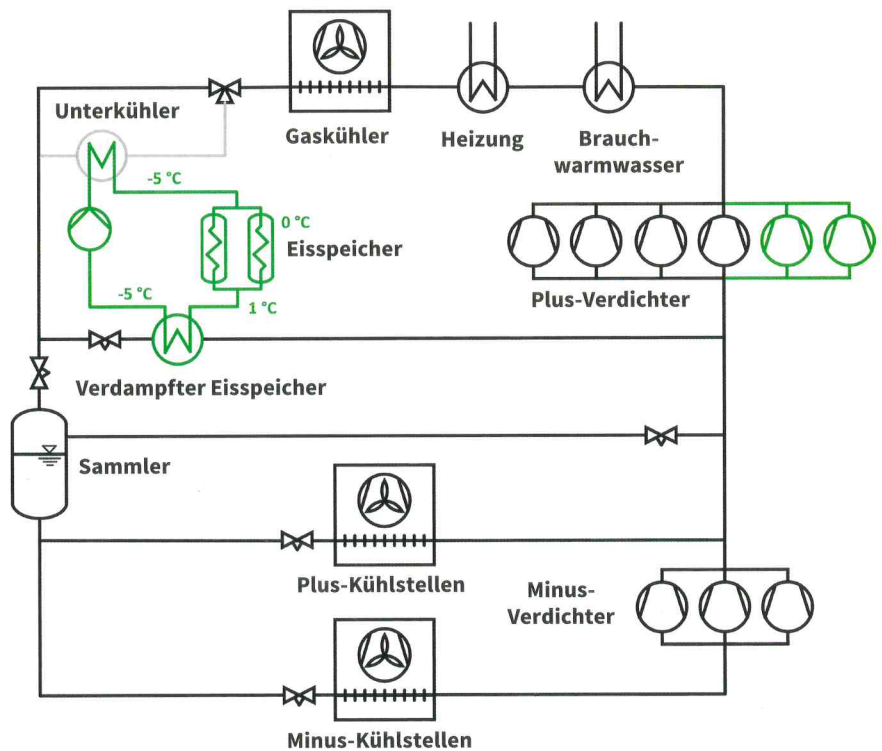 Unterkühler
Gaskühler
Heizung
Brauch-
warmwasser
-5 °C
0 °C
Eisspeicher
-5 °C
1 °C
Plus-Verdichter
Verdampfter Eisspeicher
Sammler
Plus-Kühlstellen
Minus-
Verdichter
Minus-Kühlstellen